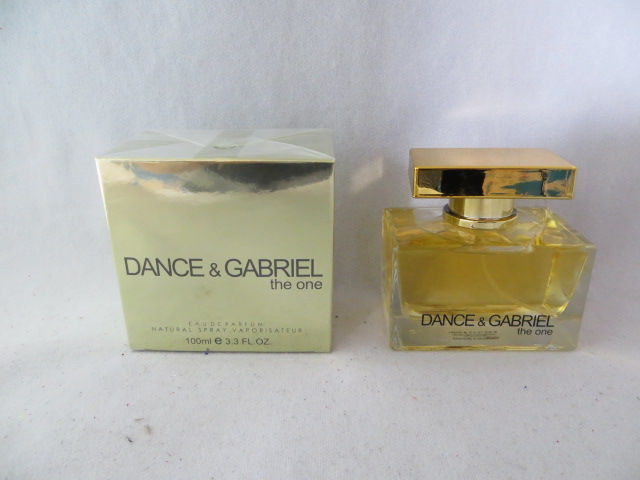 DANCE & GABRIEL
the one
EAU DE PARFUM
NATURAL SPRAY.VAPORISATEUR
100ml e 3.3 FL.OZ.
DANCE & GABRIEL
the one